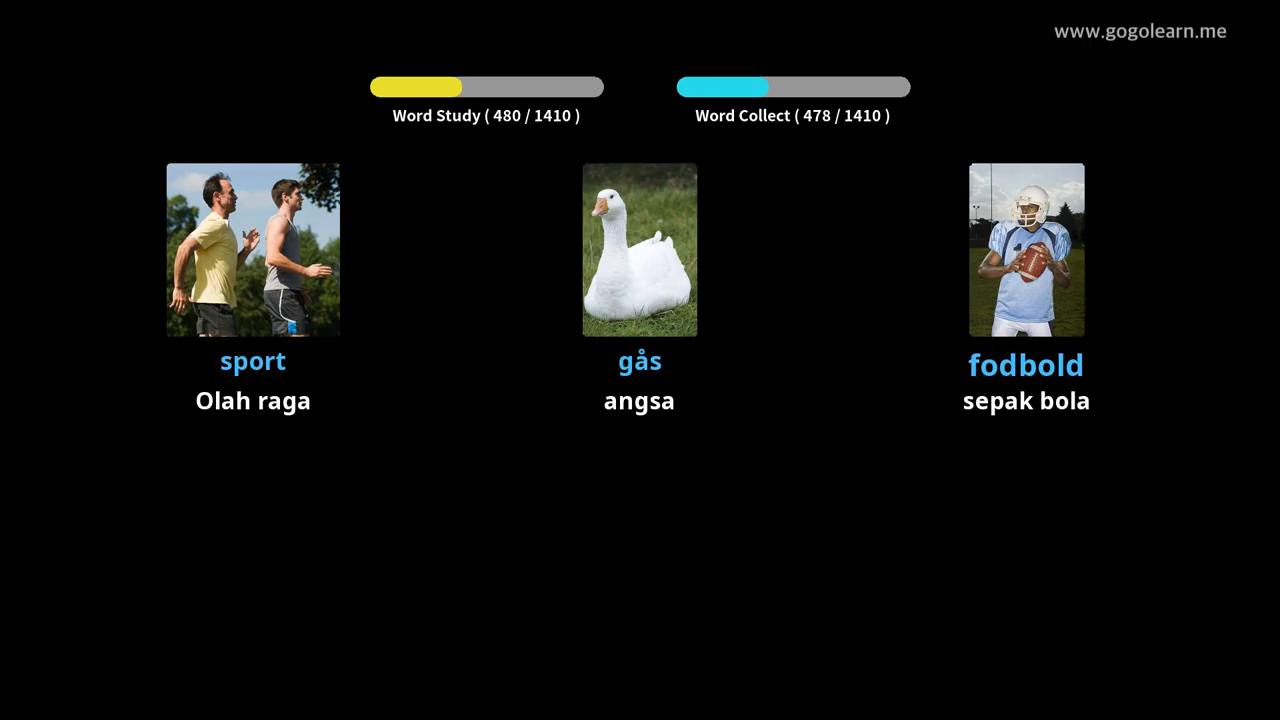 www.gogolearn.me
Word Study ( 480 / 1410 )
Word Collect ( 478 / 1410 )
sport
gås
fodbold
Olah raga
angsa
sepak bola